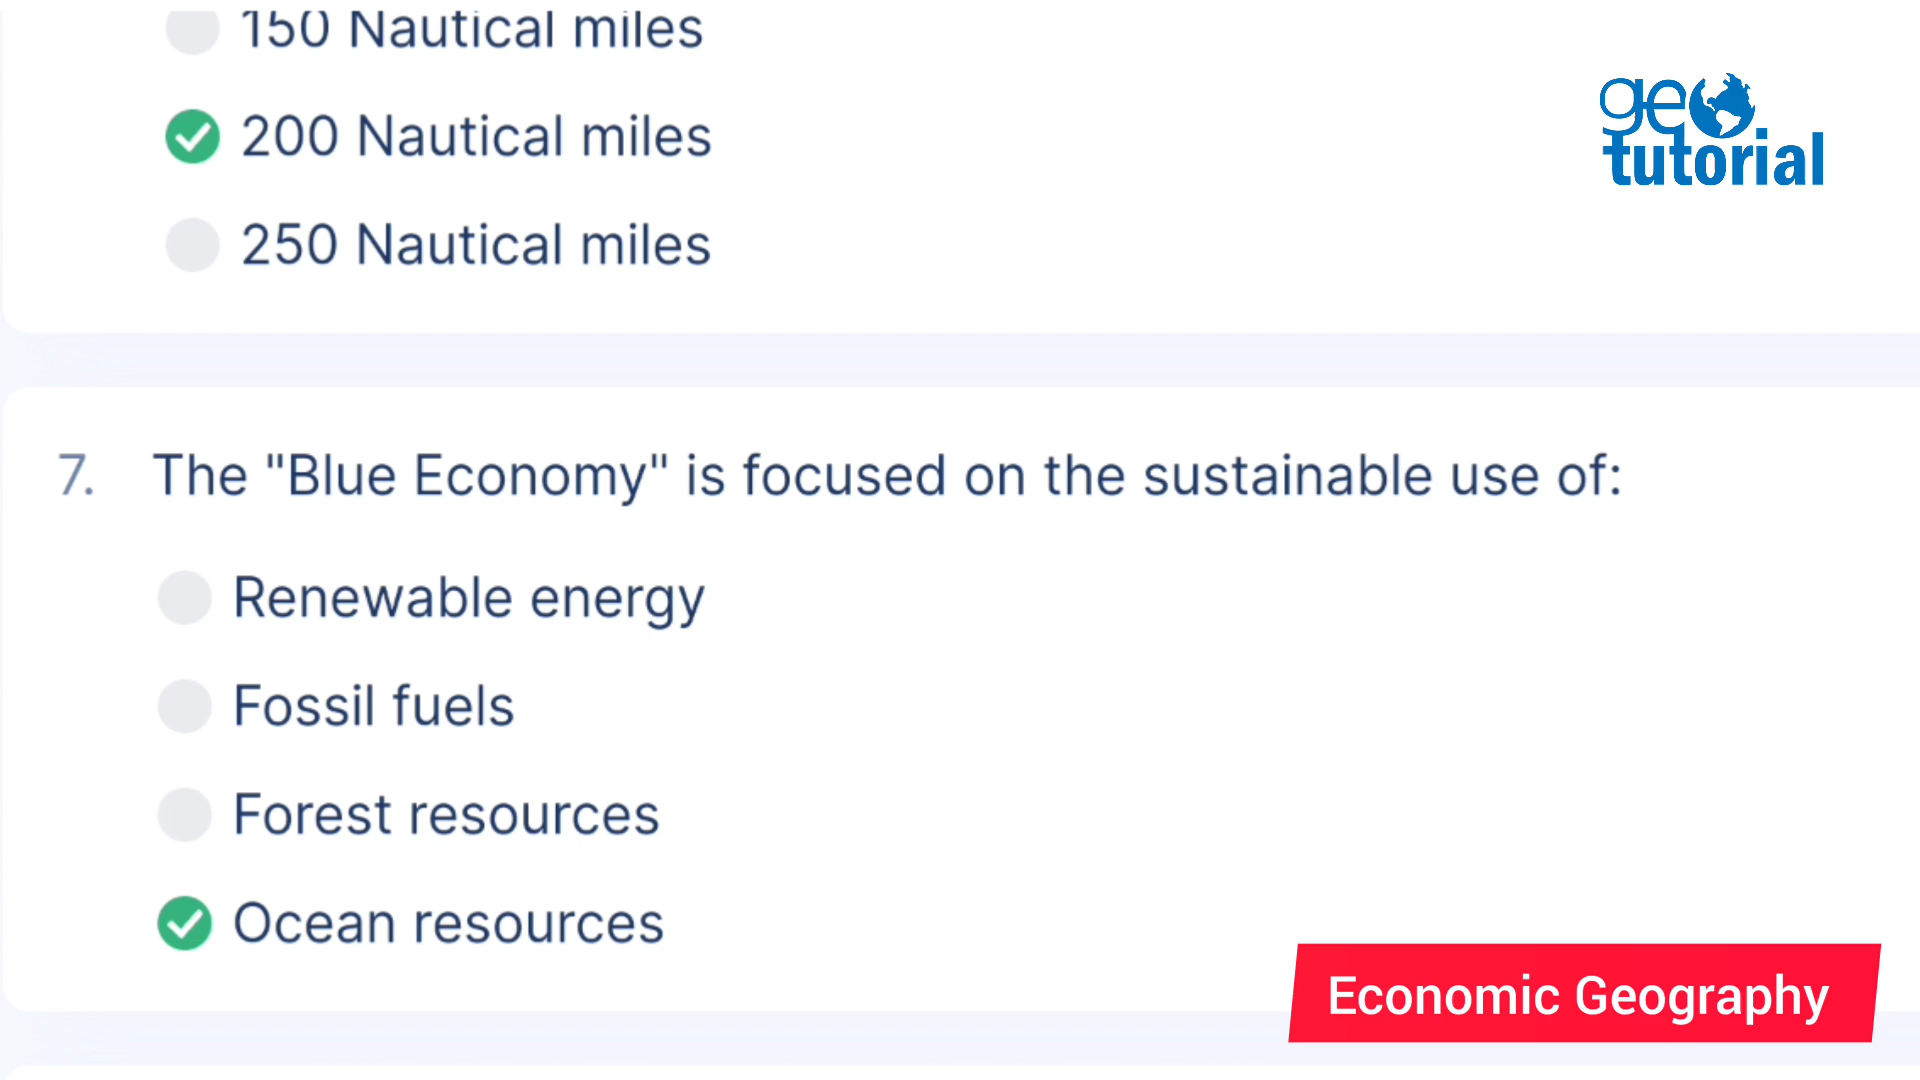 150 Nautical miles
200 Nautical miles
250 Nautical miles
geo
tutorial
7. The "Blue Economy" is focused on the sustainable use of:
Renewable energy
Fossil fuels
Forest resources
Ocean resources
Economic Geography